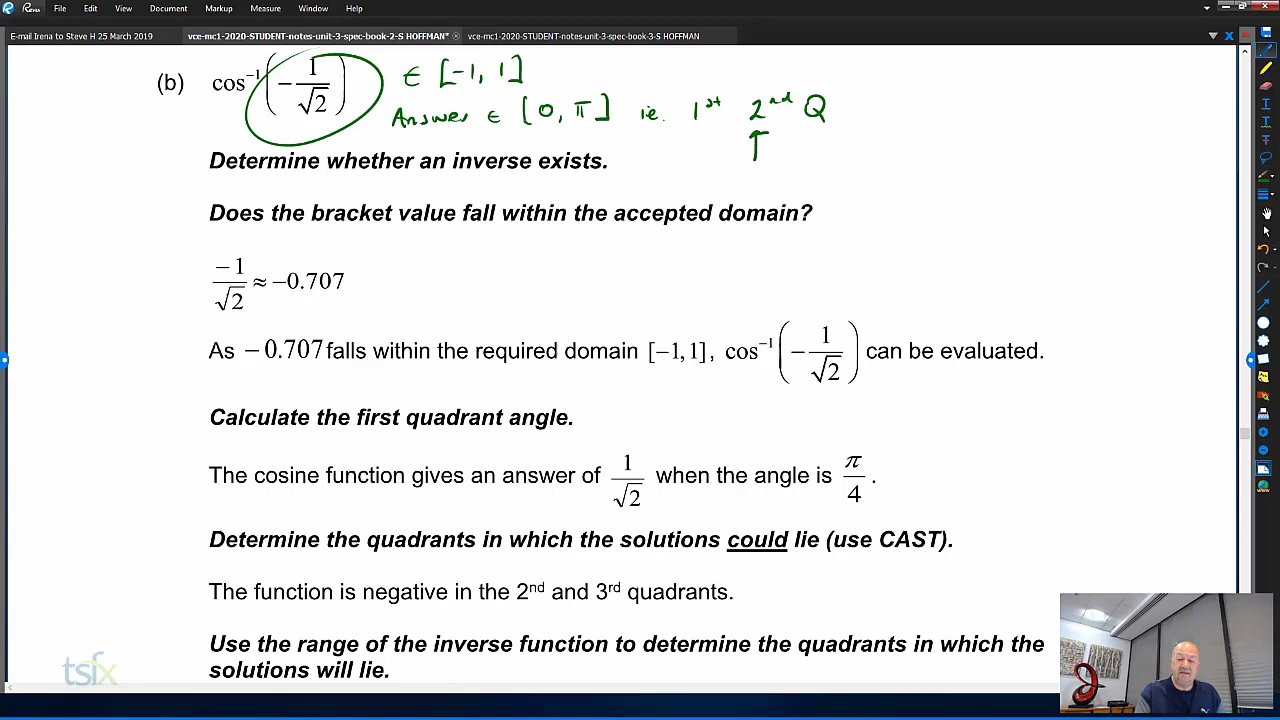 Rena File Edit View Document Markup Measure Window Help
E-mail Irena to Steve H 25 March 2019 vce-mc1-2020-STUDENT-notes-unit-3-spec-book-2-S HOFFMAN* vce-mc1-2020-STUDENT-notes-unit-3-spec-book-3-S HOFFMAN
(b) cos⁻¹(−1/√2) ∈ [-1, 1]
Answer ∈ [0, π] ie. 1st 2nd Q
Determine whether an inverse exists.
Does the bracket value fall within the accepted domain?
−1/√2 ≈ −0.707
As −0.707 falls within the required domain [−1,1], cos⁻¹(−1/√2) can be evaluated.
Calculate the first quadrant angle.
The cosine function gives an answer of 1/√2 when the angle is π/4.
Determine the quadrants in which the solutions could lie (use CAST).
The function is negative in the 2nd and 3rd quadrants.
Use the range of the inverse function to determine the quadrants in which the
solutions will lie.
tsfx